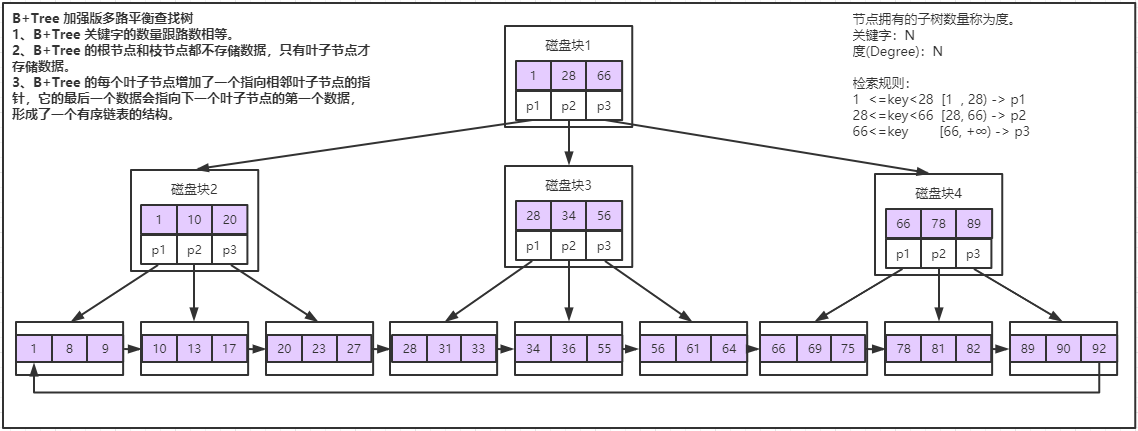 B+Tree 加强版多路平衡查找树
1、B+Tree 关键字的数量跟路数相等。
2、B+Tree 的根节点和枝节点都不存储数据，只有叶子节点才
存储数据。
3、B+Tree 的每个叶子节点增加了一个指向相邻叶子节点的指
针，它的最后一个数据会指向下一个叶子节点的第一个数据，
形成了一个有序链表的结构。
节点拥有的子树数量称为度。
关键字：N
度(Degree)：N
检索规则：
1 <=key<28 [1 , 28) -> p1
28<=key<66 [28, 66) -> p2
66<=key [66, +∞) -> p3
磁盘块1
1 28 66
p1 p2 p3
磁盘块2
1 10 20
p1 p2 p3
磁盘块3
28 34 56
p1 p2 p3
磁盘块4
66 78 89
p1 p2 p3
1 8 9 10 13 17 20 23 27 28 31 33 34 36 55 56 61 64 66 69 75 78 81 82 89 90 92